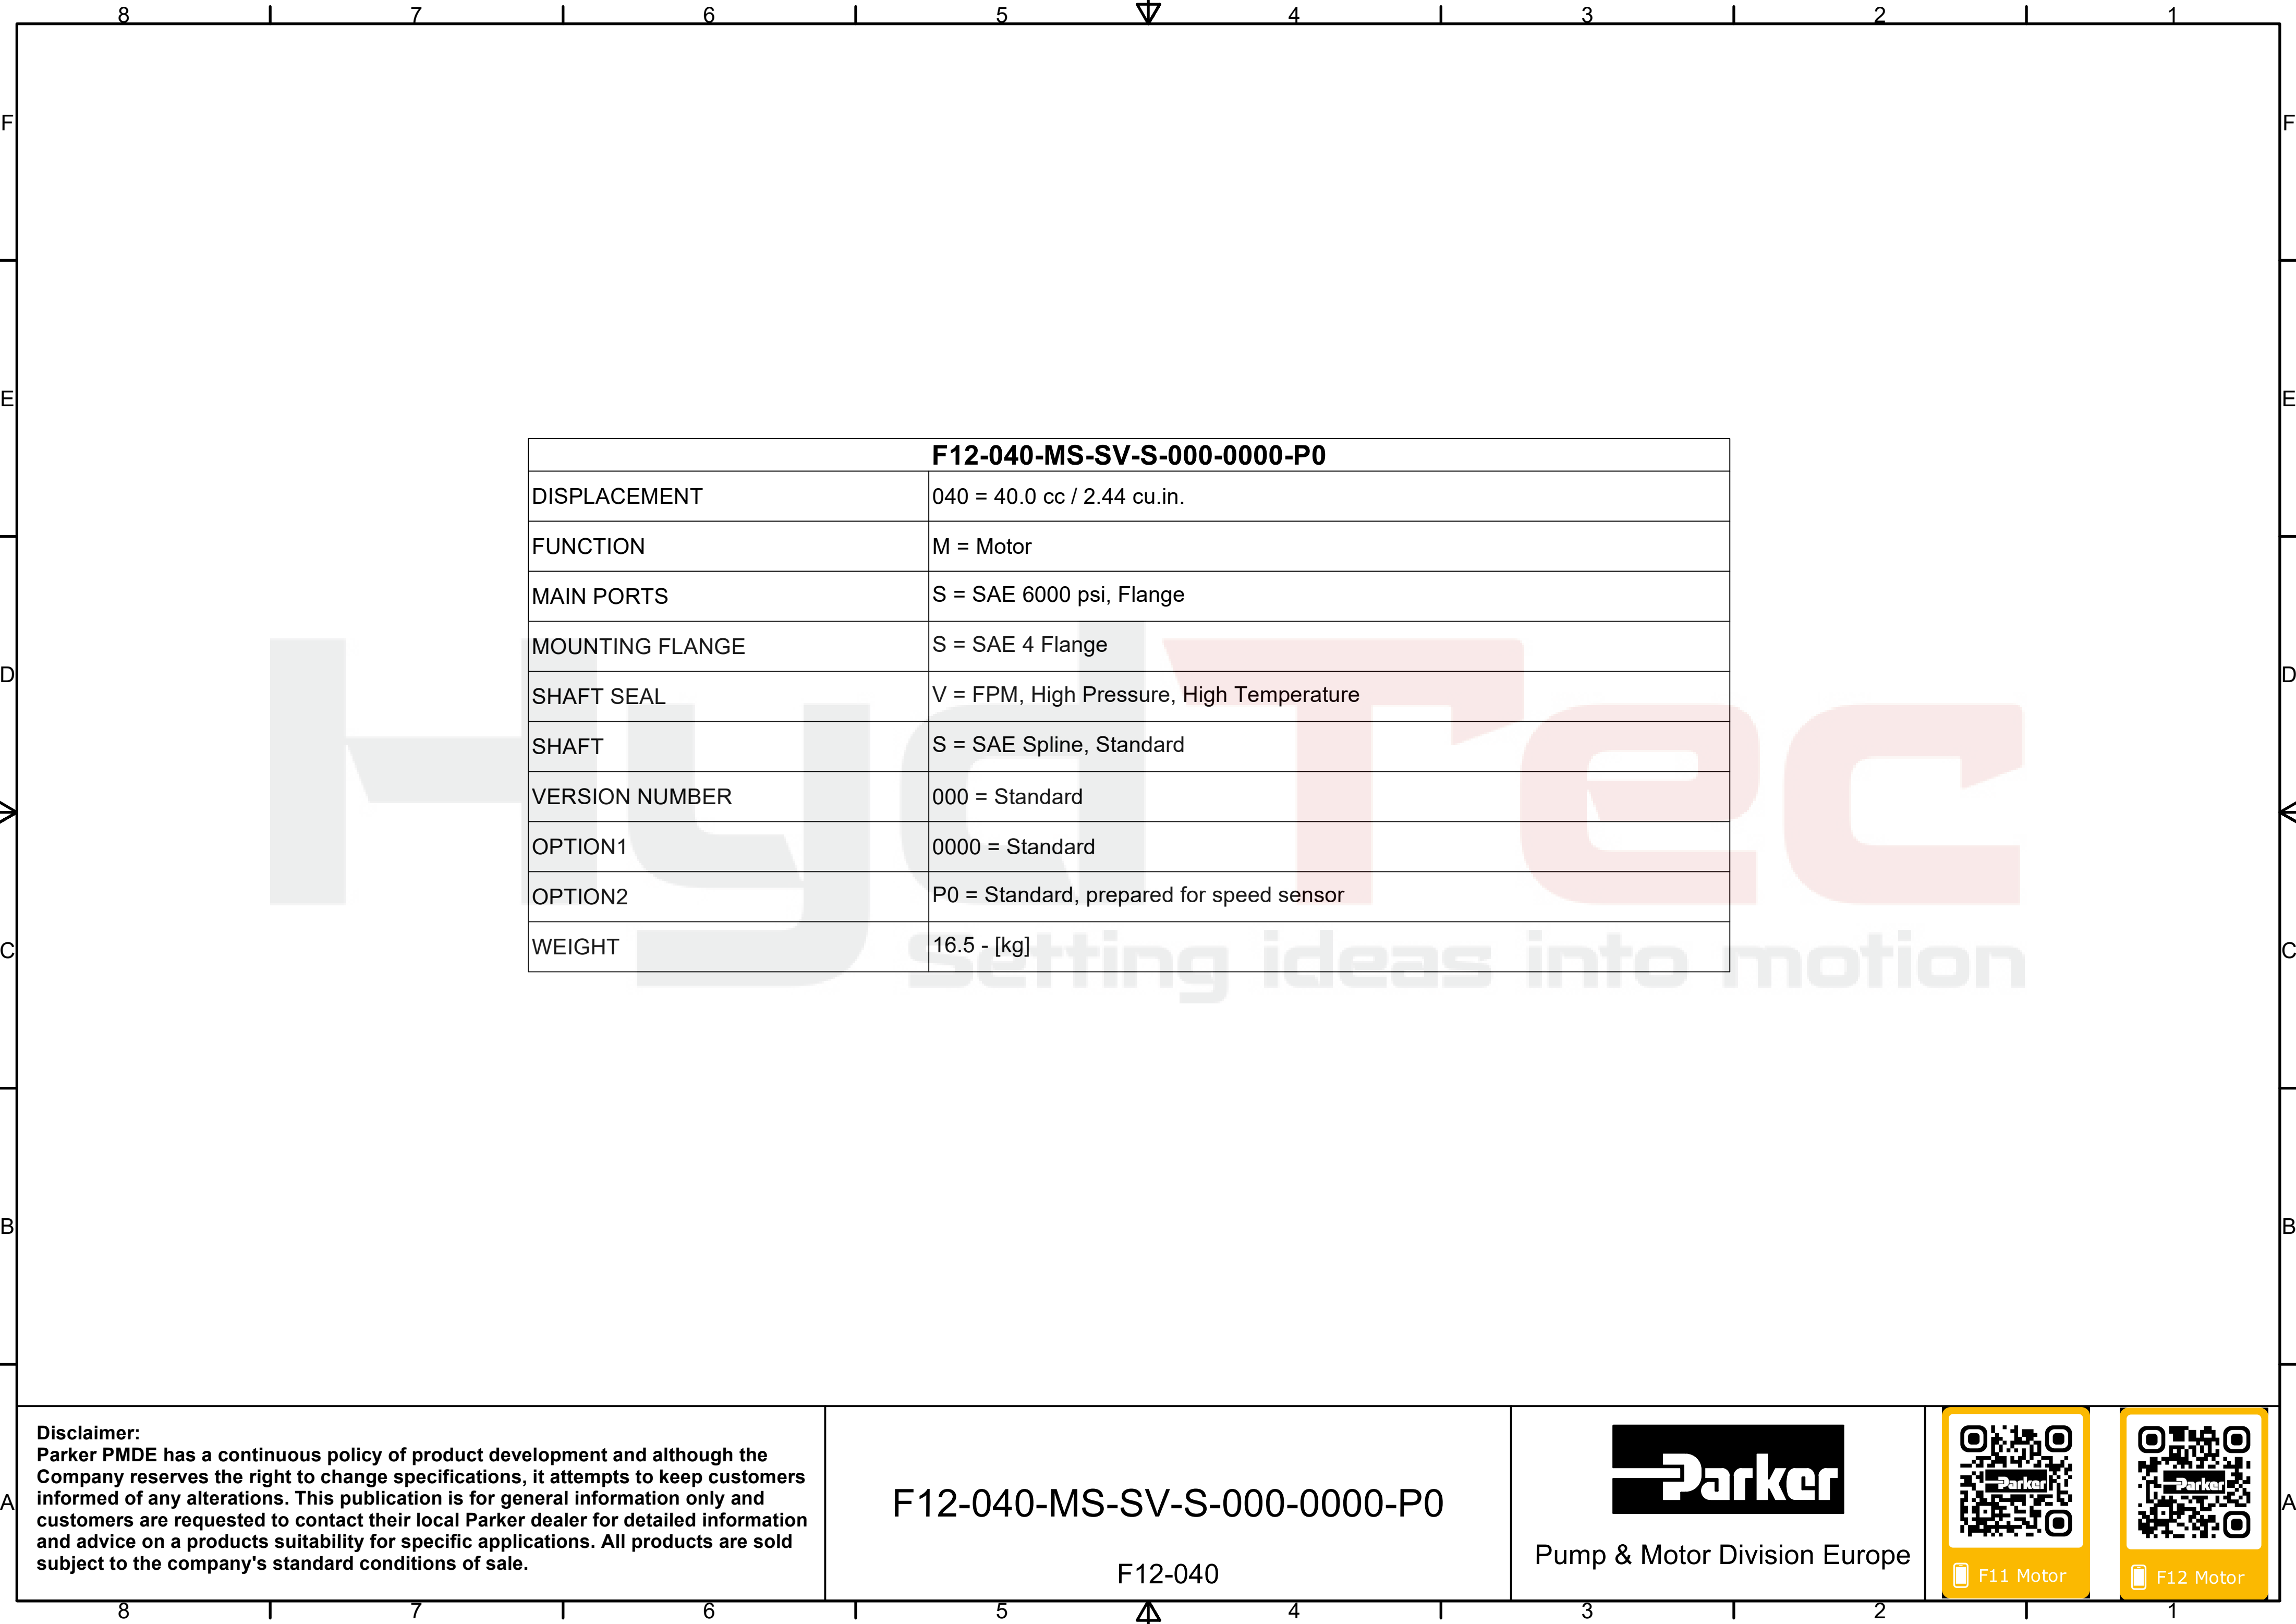 8 7 6 5 4 3 2 1
F F
E E
F12-040-MS-SV-S-000-0000-P0
DISPLACEMENT 040 = 40.0 cc / 2.44 cu.in.
FUNCTION M = Motor
MAIN PORTS S = SAE 6000 psi, Flange
MOUNTING FLANGE S = SAE 4 Flange
SHAFT SEAL V = FPM, High Pressure, High Temperature
SHAFT S = SAE Spline, Standard
VERSION NUMBER 000 = Standard
OPTION1 0000 = Standard
OPTION2 P0 = Standard, prepared for speed sensor
WEIGHT 16.5 - [kg]
HydTec
Setting ideas into motion
D D
C C
B B
A A
Disclaimer:
Parker PMDE has a continuous policy of product development and although the
Company reserves the right to change specifications, it attempts to keep customers
informed of any alterations. This publication is for general information only and
customers are requested to contact their local Parker dealer for detailed information
and advice on a products suitability for specific applications. All products are sold
subject to the company's standard conditions of sale.
F12-040-MS-SV-S-000-0000-P0
F12-040
Parker
Pump & Motor Division Europe
Parker
F11 Motor
Parker
F12 Motor
8 7 6 5 4 3 2 1